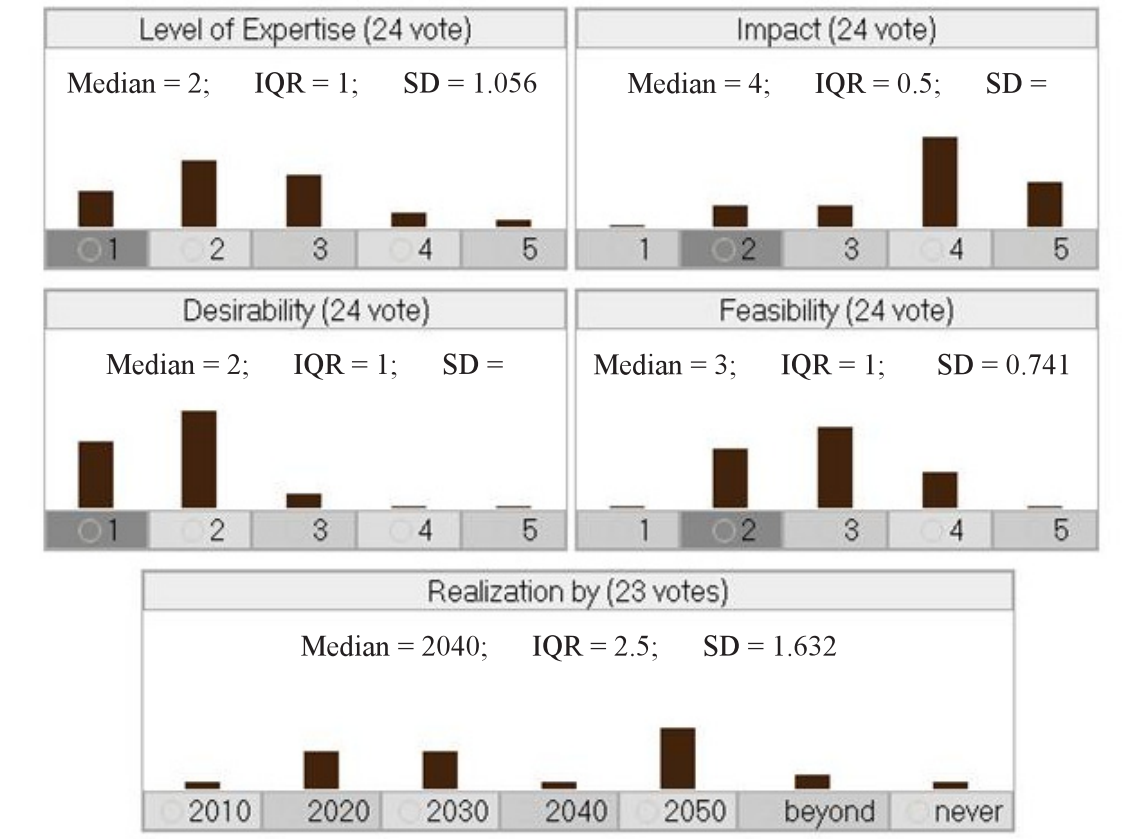 Level of Expertise (24 vote)
Median = 2; IQR = 1; SD = 1.056
1 2 3 4 5
Impact (24 vote)
Median = 4; IQR = 0.5; SD =
1 2 3 4 5
Desirability (24 vote)
Median = 2; IQR = 1; SD =
1 2 3 4 5
Feasibility (24 vote)
Median = 3; IQR = 1; SD = 0.741
1 2 3 4 5
Realization by (23 votes)
Median = 2040; IQR = 2.5; SD = 1.632
2010 2020 2030 2040 2050 beyond never